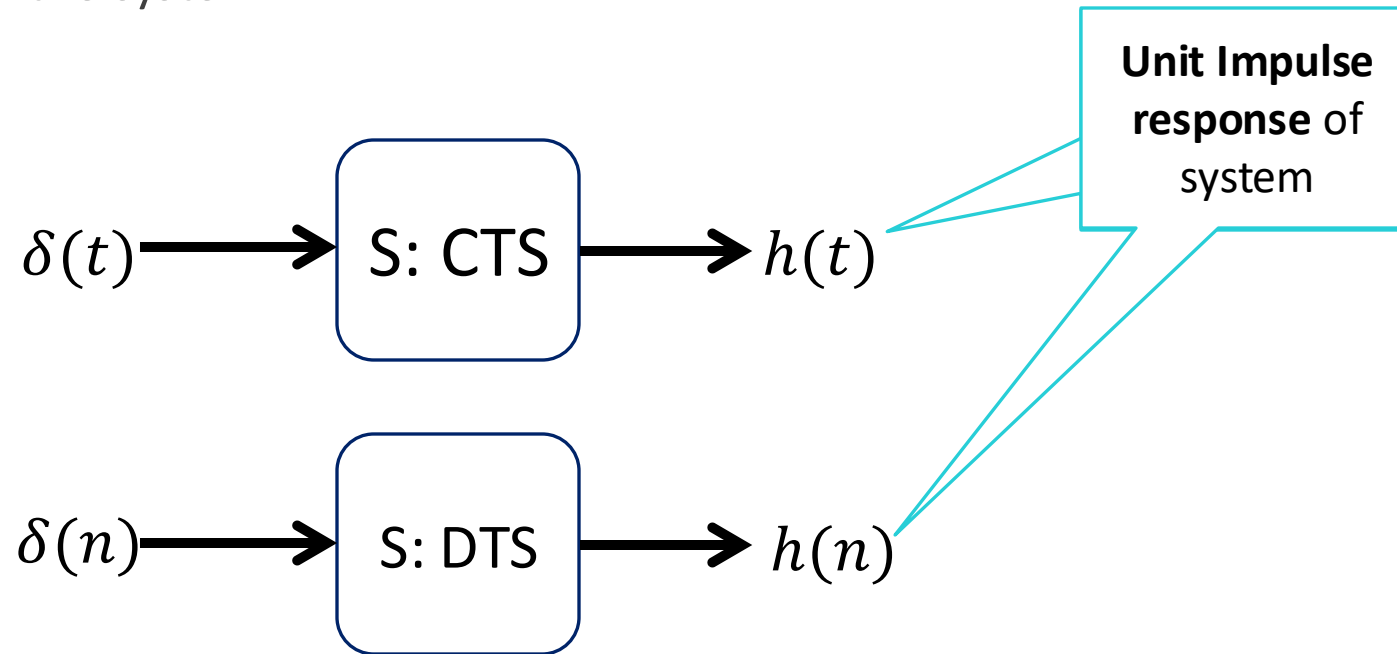 Unit Impulse
response of
system
δ(t)
S: CTS
h(t)
δ(n)
S: DTS
h(n)